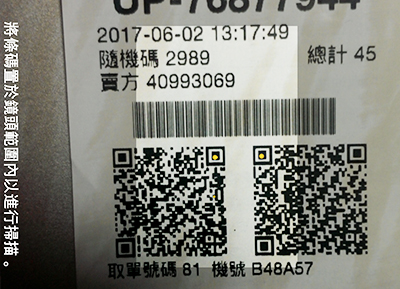 UP-76877944
2017-06-02 13:17:49
隨機碼 2989 總計 45
賣方 40993069
取單號碼 81 機號 B48A57
將條碼置於鏡頭範圍內以進行掃描。